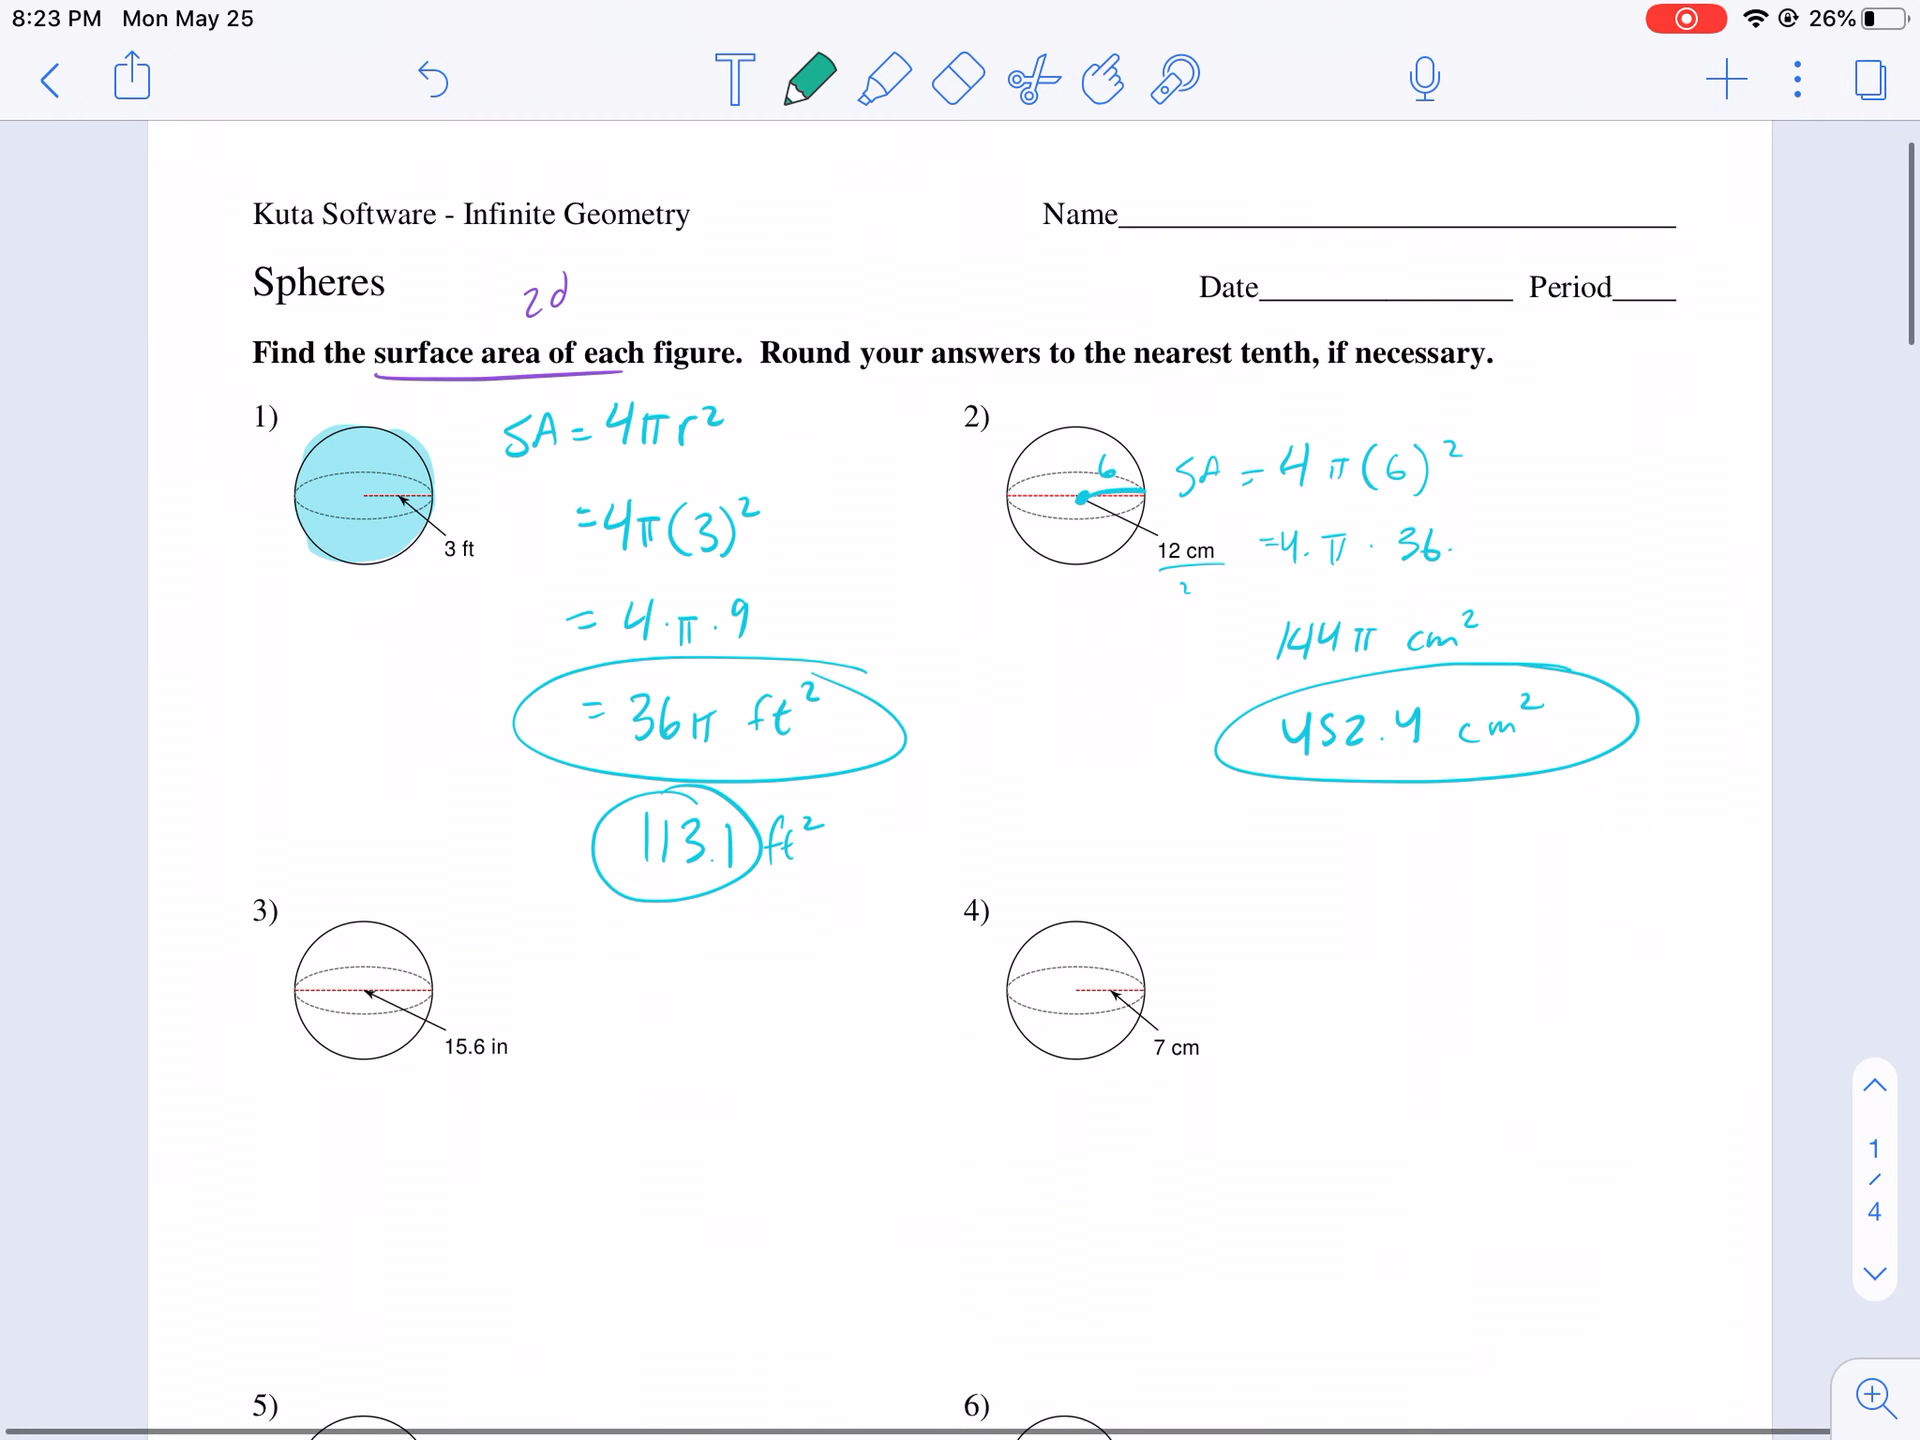 8:23 PM Mon May 25
26%
Kuta Software - Infinite Geometry
Name
Spheres
2d
Date Period
Find the surface area of each figure. Round your answers to the nearest tenth, if necessary.
1)
SA = 4πr²
= 4π(3)²
3 ft
= 4·π·9
= 36π ft²
113.1 ft²
2)
6
SA = 4π(6)²
12 cm
2
=4·π·36·
144π cm²
452.4 cm²
3)
15.6 in
4)
7 cm
5)
6)
1
/
4